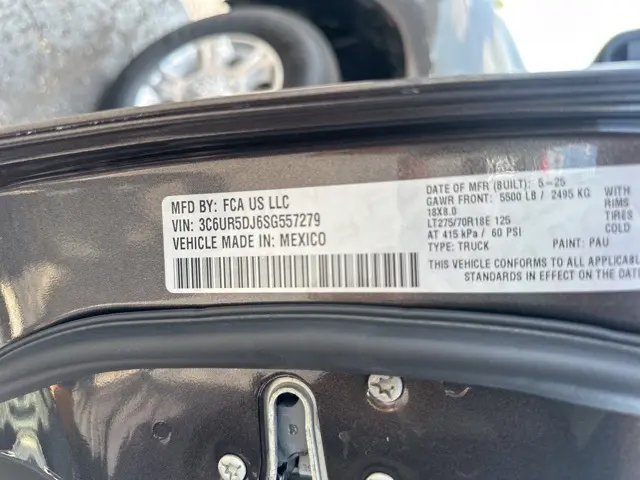 MFD BY: FCA US LLC
VIN: 3C6UR5DJ6SG557279
VEHICLE MADE IN: MEXICO
DATE OF MFR (BUILT): 5-25
GAWR FRONT: 5500 LB / 2495 KG WITH
18X8.0 RIMS
LT275/70R18E 125 TIRES
AT 415 kPa / 60 PSI COLD
TYPE: TRUCK PAINT: PAU
THIS VEHICLE CONFORMS TO ALL
STANDARDS IN EFFECT ON THE